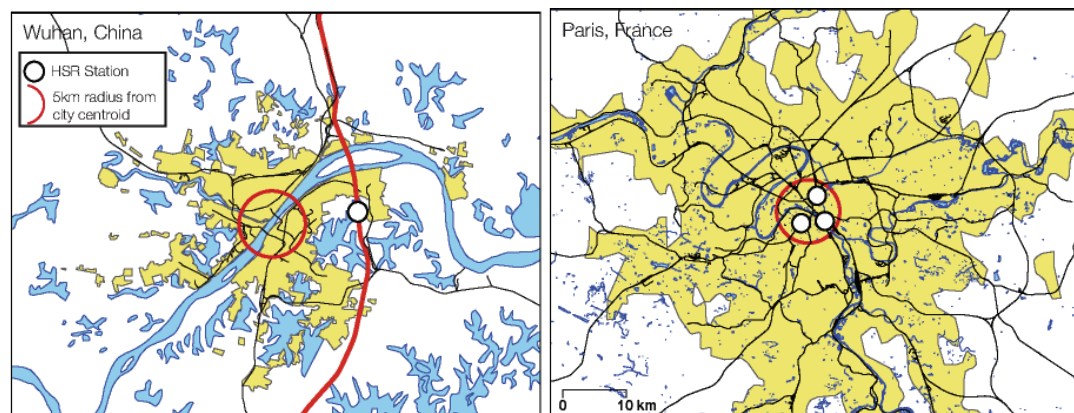 Wuhan, China
HSR Station
5km radius from
city centroid
Paris, France
0 10 km